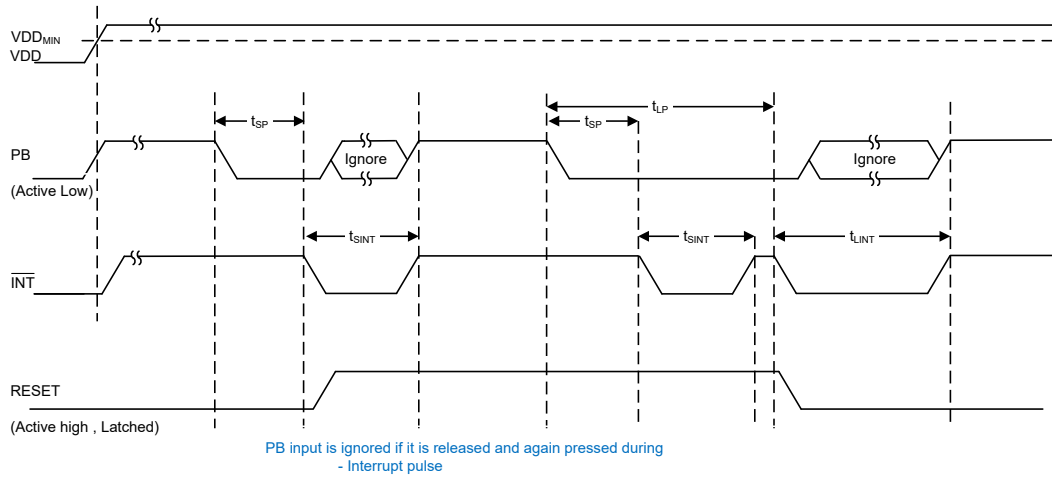 VDDMIN
VDD
tLP
tSP
tSP
PB
Ignore
Ignore
(Active Low)
tSINT
tSINT
tLINT
INT
RESET
(Active high , Latched)
PB input is ignored if it is released and again pressed during
- Interrupt pulse